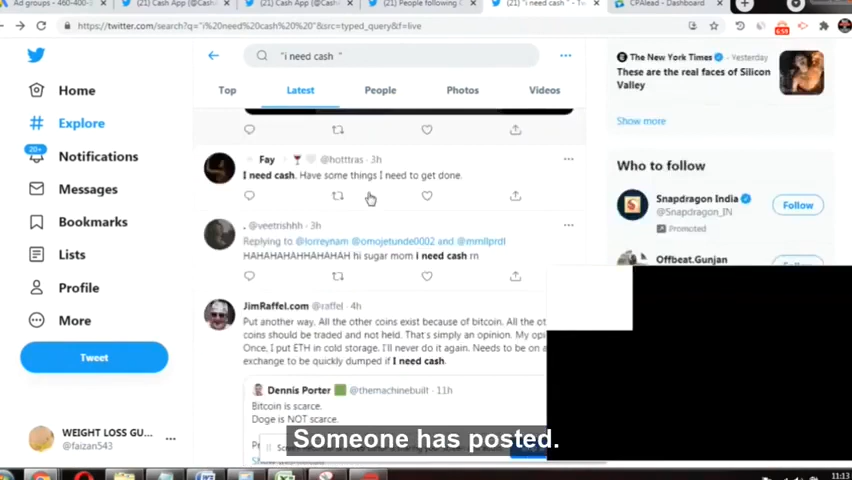 Ad groups - 460-400-
(21) Cash App (@Cash
(21) Cash App (@Cash
(21) People following C
(21) "i need cash " - Tw
CPAlead - Dashboard
https://twitter.com/search?q="i%20need%20cash%20%20"&src=typed_query&f=live
"i need cash "
Top
Latest
People
Photos
Videos
Home
Explore
20+
Notifications
Messages
Bookmarks
Lists
Profile
More
Tweet
WEIGHT LOSS GU...
@faizan543
Fay
@hotttras · 3h
I need cash. Have some things I need to get done.
. @veetrishhh · 3h
Replying to @lorreynam @omojetunde0002 and @mmllprdl
HAHAHAHAHHAHAHAH hi sugar mom i need cash rn
JimRaffel.com @raffel · 4h
Put another way. All the other coins exist because of bitcoin. All the ot
coins should be traded and not held. That's simply an opinion. My opi
Once, I put ETH in cold storage. I'll never do it again. Needs to be on a
exchange to be quickly dumped if I need cash.
Dennis Porter @themachinebuilt · 11h
Bitcoin is scarce.
Doge is NOT scarce.
Someone has posted.
The New York Times · Yesterday
These are the real faces of Silicon
Valley
Show more
Who to follow
Snapdragon India
@Snapdragon_IN
Promoted
Follow
Offbeat.Gunjan
11:13